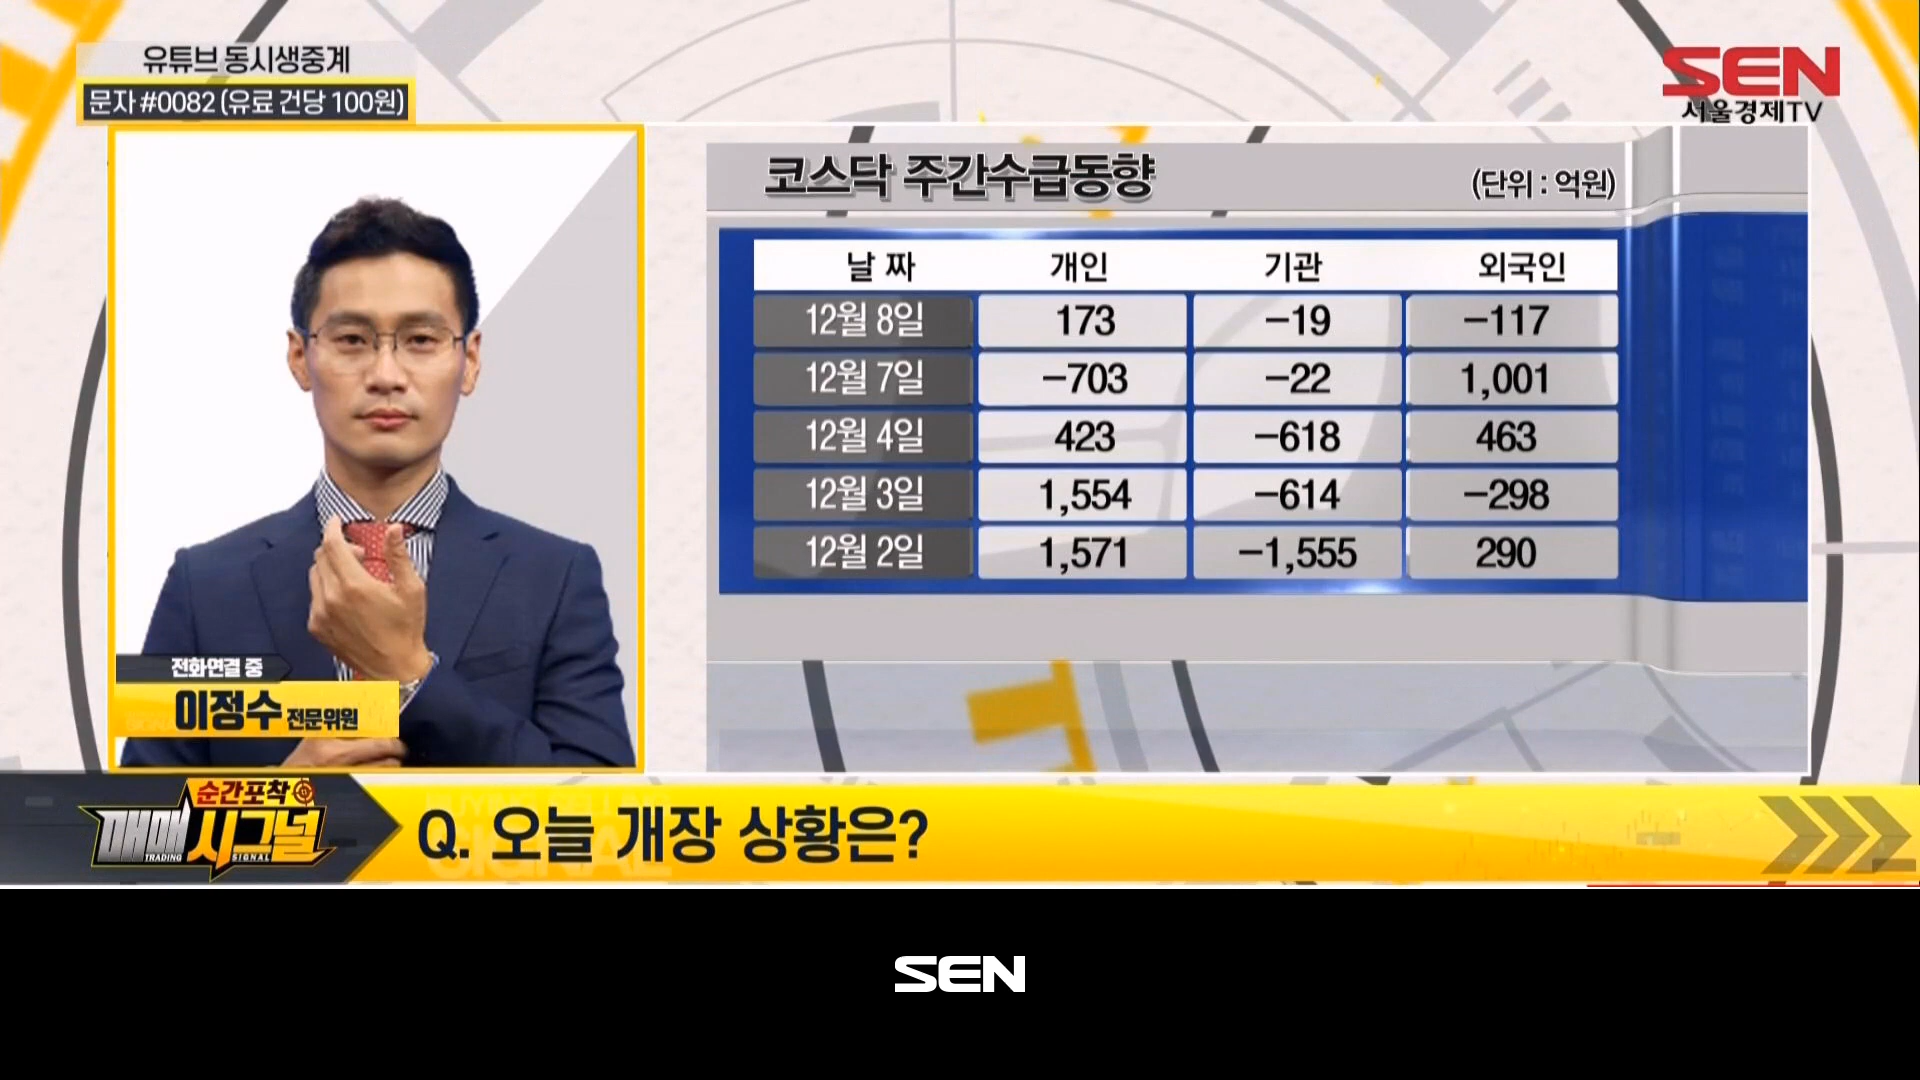 유튜브 동시생중계
문자 #0082 (유료 건당 100원)
SEN
서울경제TV
코스닥 주간수급동향
(단위 : 억원)
날 짜 개인 기관 외국인
12월 8일 173 -19 -117
12월 7일 -703 -22 1,001
12월 4일 423 -618 463
12월 3일 1,554 -614 -298
12월 2일 1,571 -1,555 290
전화연결 중
이정수 전문위원
순간포착
매매 시그널
TRADING SIGNAL
Q. 오늘 개장 상황은?
SEN